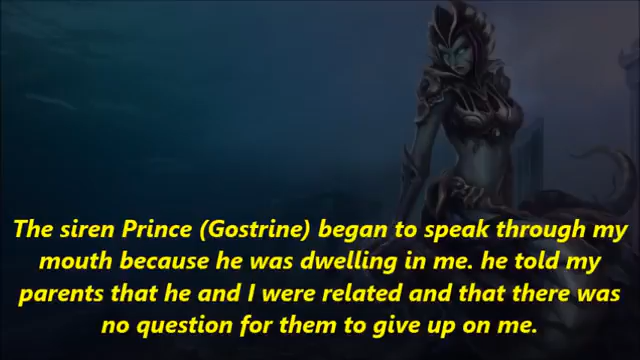 The siren Prince (Gostrine) began to speak through my
mouth because he was dwelling in me. he told my
parents that he and I were related and that there was
no question for them to give up on me.